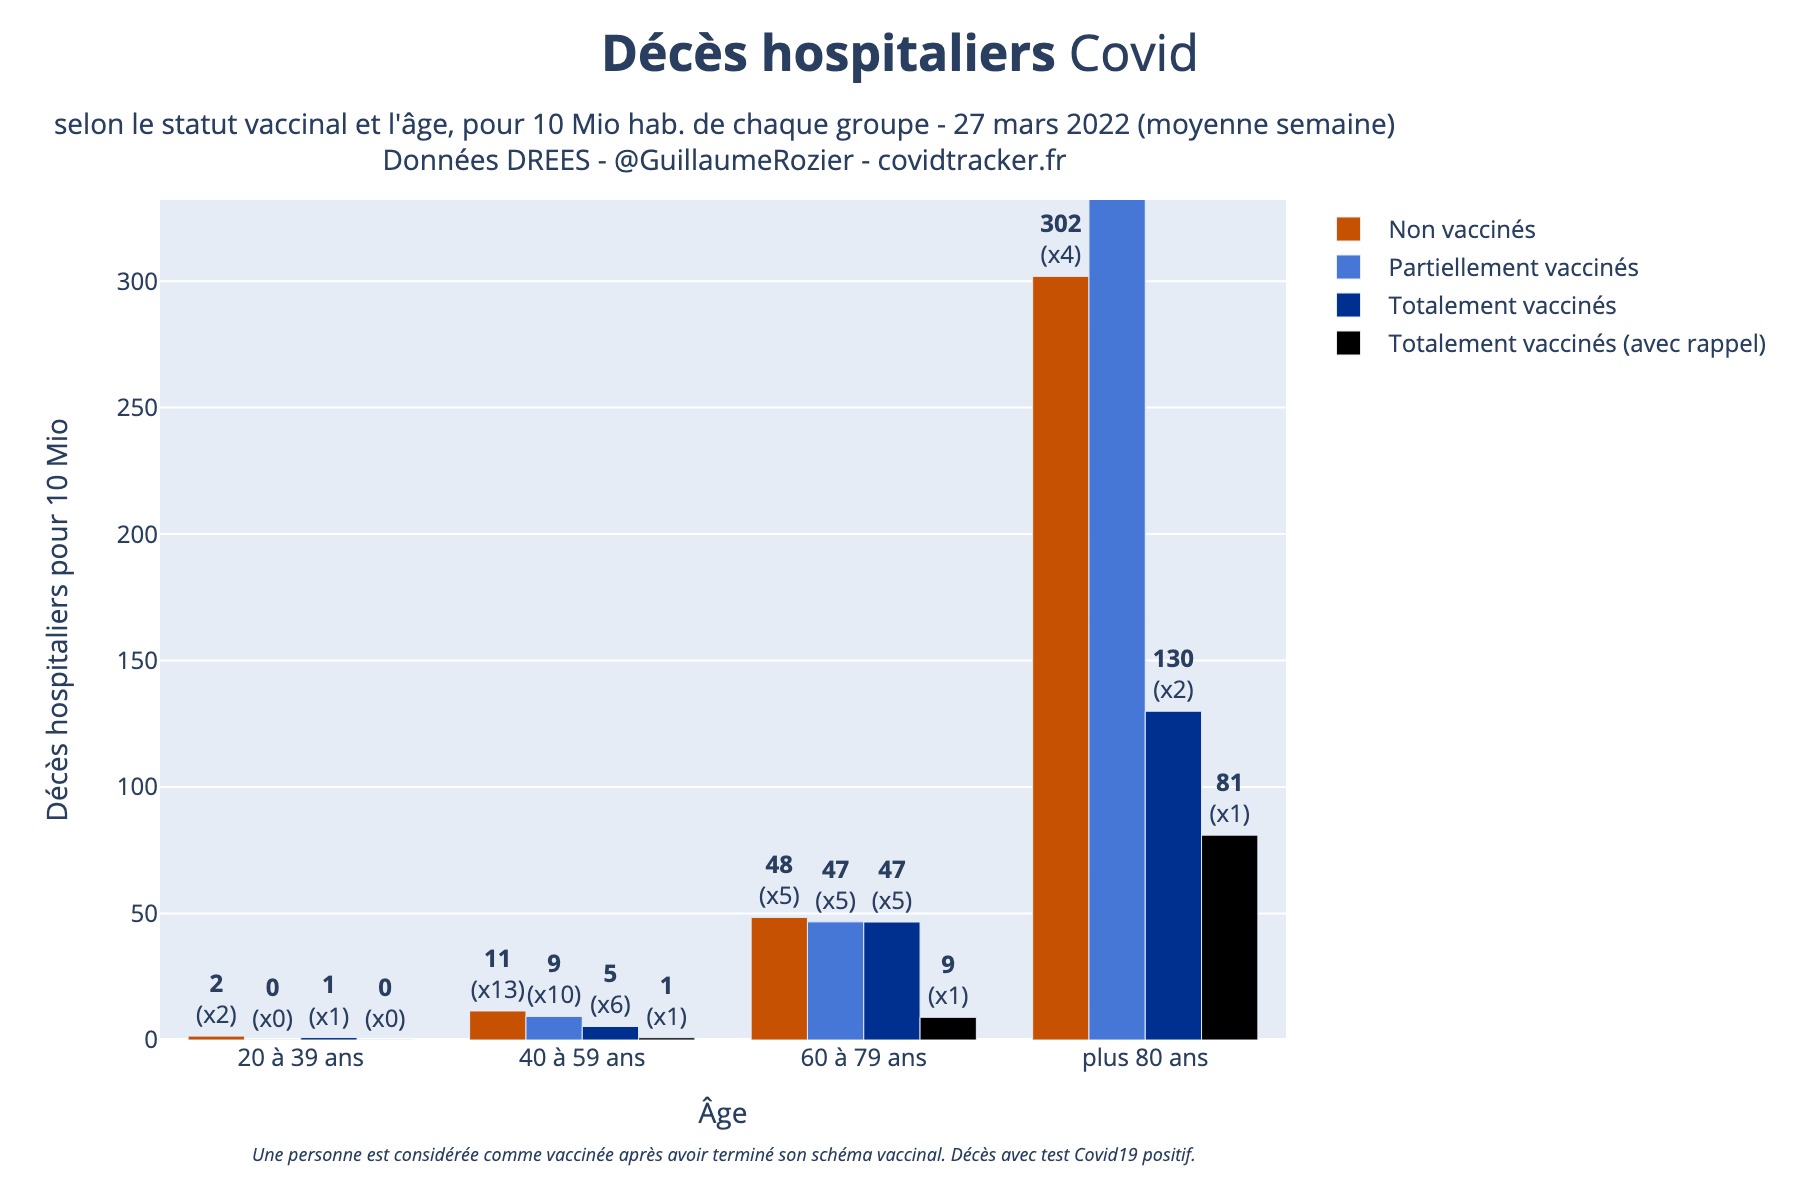 Décès hospitaliers Covid
selon le statut vaccinal et l'âge, pour 10 Mio hab. de chaque groupe - 27 mars 2022 (moyenne semaine)
Données DREES - @GuillaumeRozier - covidtracker.fr
Non vaccinés
Partiellement vaccinés
Totalement vaccinés
Totalement vaccinés (avec rappel)
Décès hospitaliers pour 10 Mio
300
250
200
150
100
50
0
2
(x2)
0
(x0)
1
(x1)
0
(x0)
11
(x13)
9
(x10)
5
(x6)
1
(x1)
48
(x5)
47
(x5)
47
(x5)
9
(x1)
302
(x4)
130
(x2)
81
(x1)
20 à 39 ans
40 à 59 ans
60 à 79 ans
plus 80 ans
Âge
Une personne est considérée comme vaccinée après avoir terminé son schéma vaccinal. Décès avec test Covid19 positif.